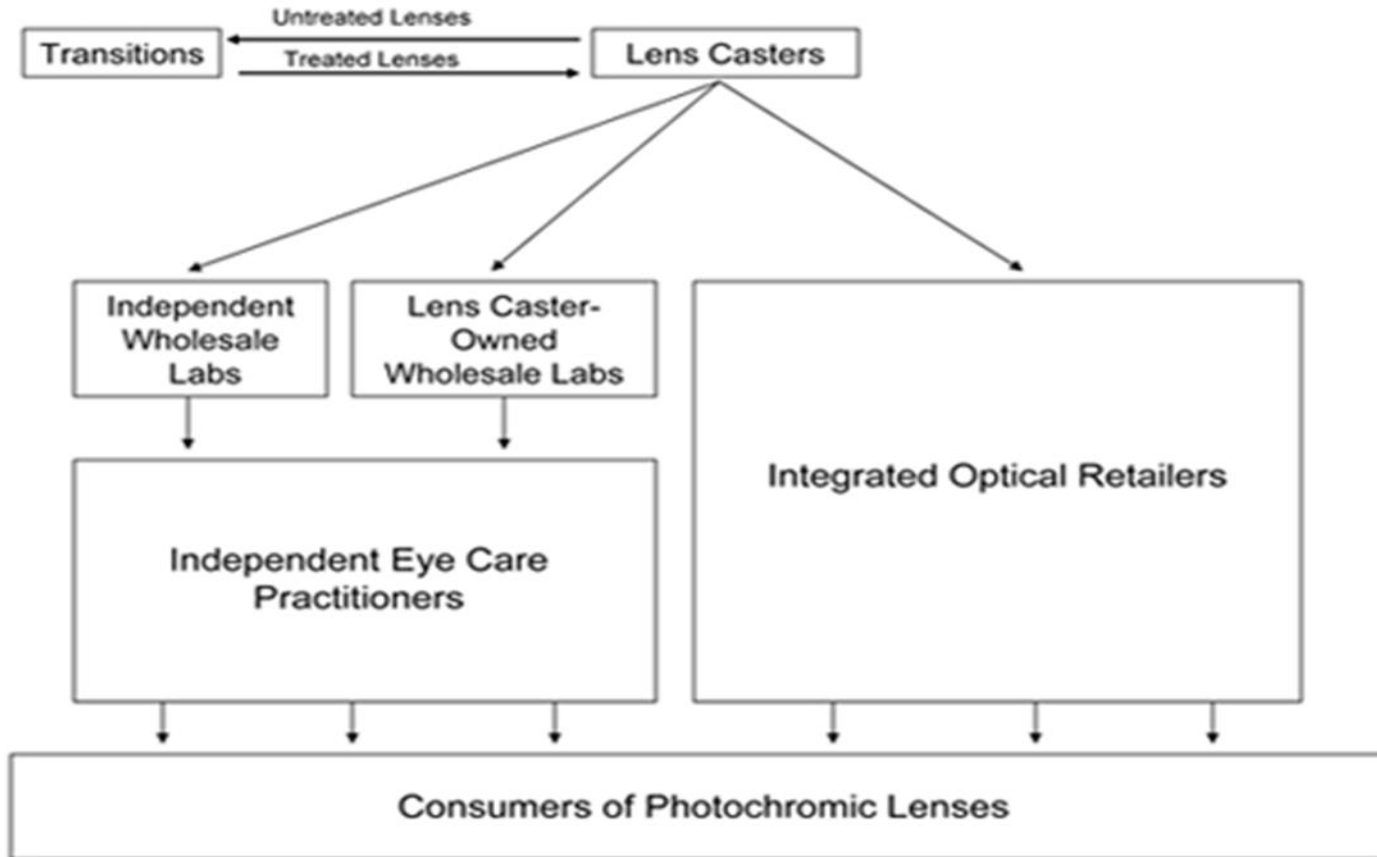 Untreated Lenses
Transitions
Treated Lenses
Lens Casters
Independent
Wholesale
Labs
Lens Caster-
Owned
Wholesale Labs
Integrated Optical Retailers
Independent Eye Care
Practitioners
Consumers of Photochromic Lenses